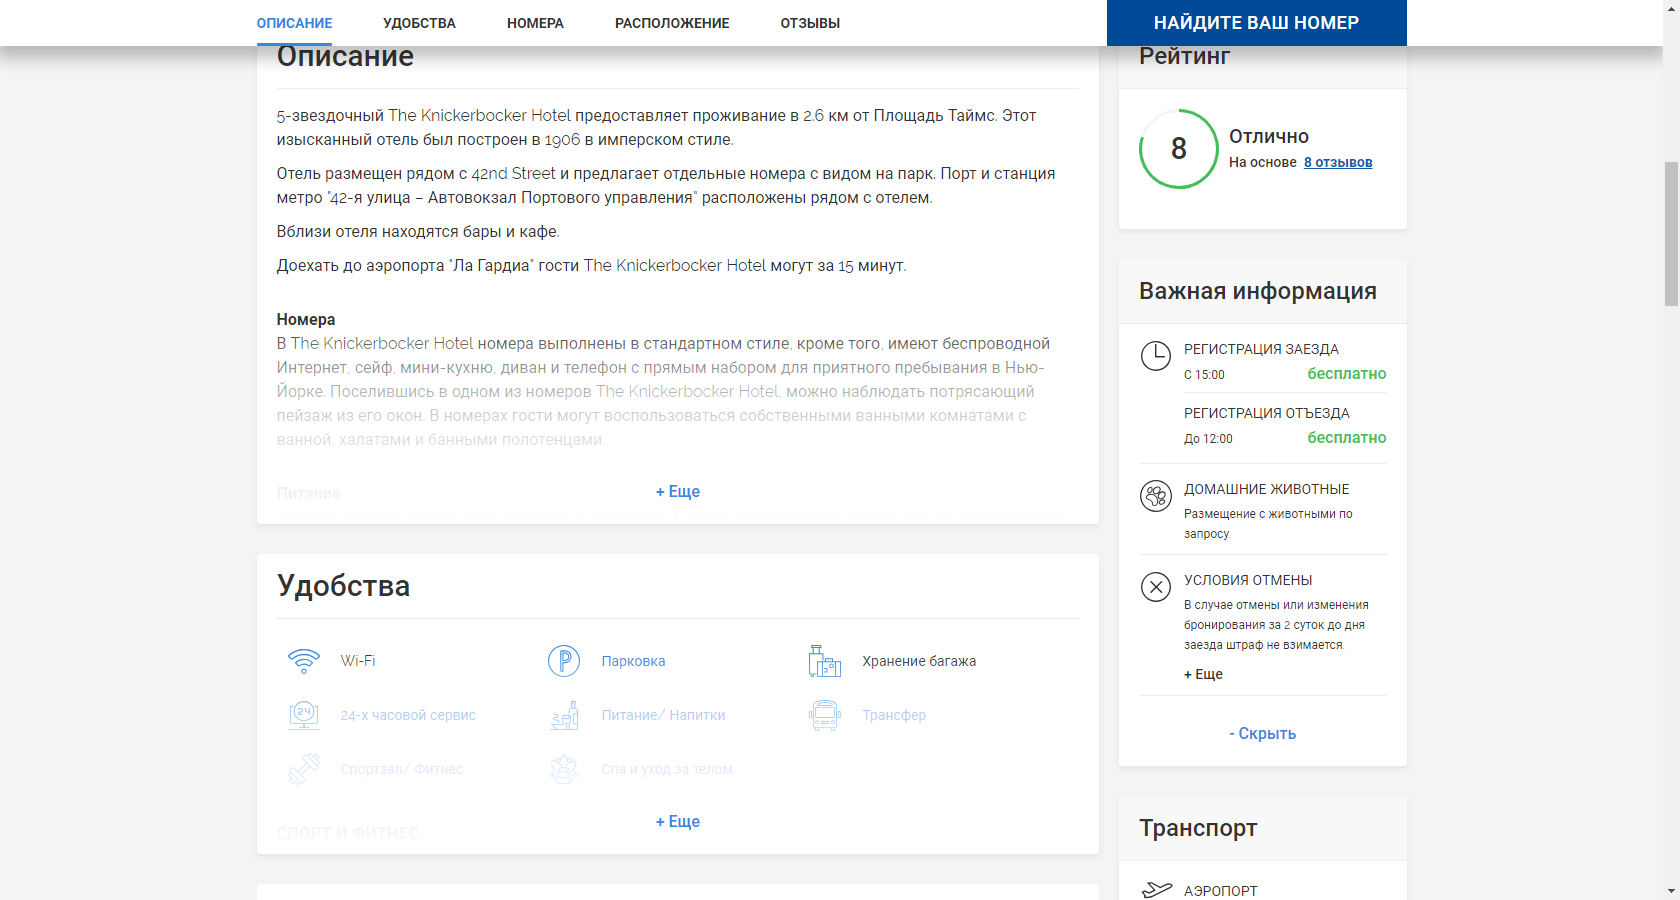 ОПИСАНИЕ УДОБСТВА НОМЕРА РАСПОЛОЖЕНИЕ ОТЗЫВЫ НАЙДИТЕ ВАШ НОМЕР
Описание
5-звездочный The Knickerbocker Hotel предоставляет проживание в 2.6 км от Площадь Таймс. Этот
изысканный отель был построен в 1906 в имперском стиле.
Отель размещен рядом с 42nd Street и предлагает отдельные номера с видом на парк. Порт и станция
метро "42-я улица – Автовокзал Портового управления" расположены рядом с отелем.
Вблизи отеля находятся бары и кафе.
Доехать до аэропорта "Ла Гардиа" гости The Knickerbocker Hotel могут за 15 минут.
Номера
В The Knickerbocker Hotel номера выполнены в стандартном стиле, кроме того, имеют беспроводной
Интернет, сейф, мини-кухню, диван и телефон с прямым набором для приятного пребывания в Нью-
Йорке. Поселившись в одном из номеров The Knickerbocker Hotel, можно наблюдать потрясающий
пейзаж из его окон. В номерах гости могут воспользоваться собственными ванными комнатами с
ванной, халатами и банными полотенцами.
Питание
+ Еще
Удобства
Wi-Fi Парковка Хранение багажа
24-х часовой сервис Питание/ Напитки Трансфер
Спортзал/ Фитнес Спа и уход за телом
+ Еще
СПОРТ И ФИТНЕС
Рейтинг
8
Отлично
На основе 8 отзывов
Важная информация
РЕГИСТРАЦИЯ ЗАЕЗДА
С 15:00 бесплатно
РЕГИСТРАЦИЯ ОТЪЕЗДА
До 12:00 бесплатно
ДОМАШНИЕ ЖИВОТНЫЕ
Размещение с животными по
запросу.
УСЛОВИЯ ОТМЕНЫ
В случае отмены или изменения
бронирования за 2 суток до дня
заезда штраф не взимается.
+ Еще
- Скрыть
Транспорт
АЭРОПОРТ